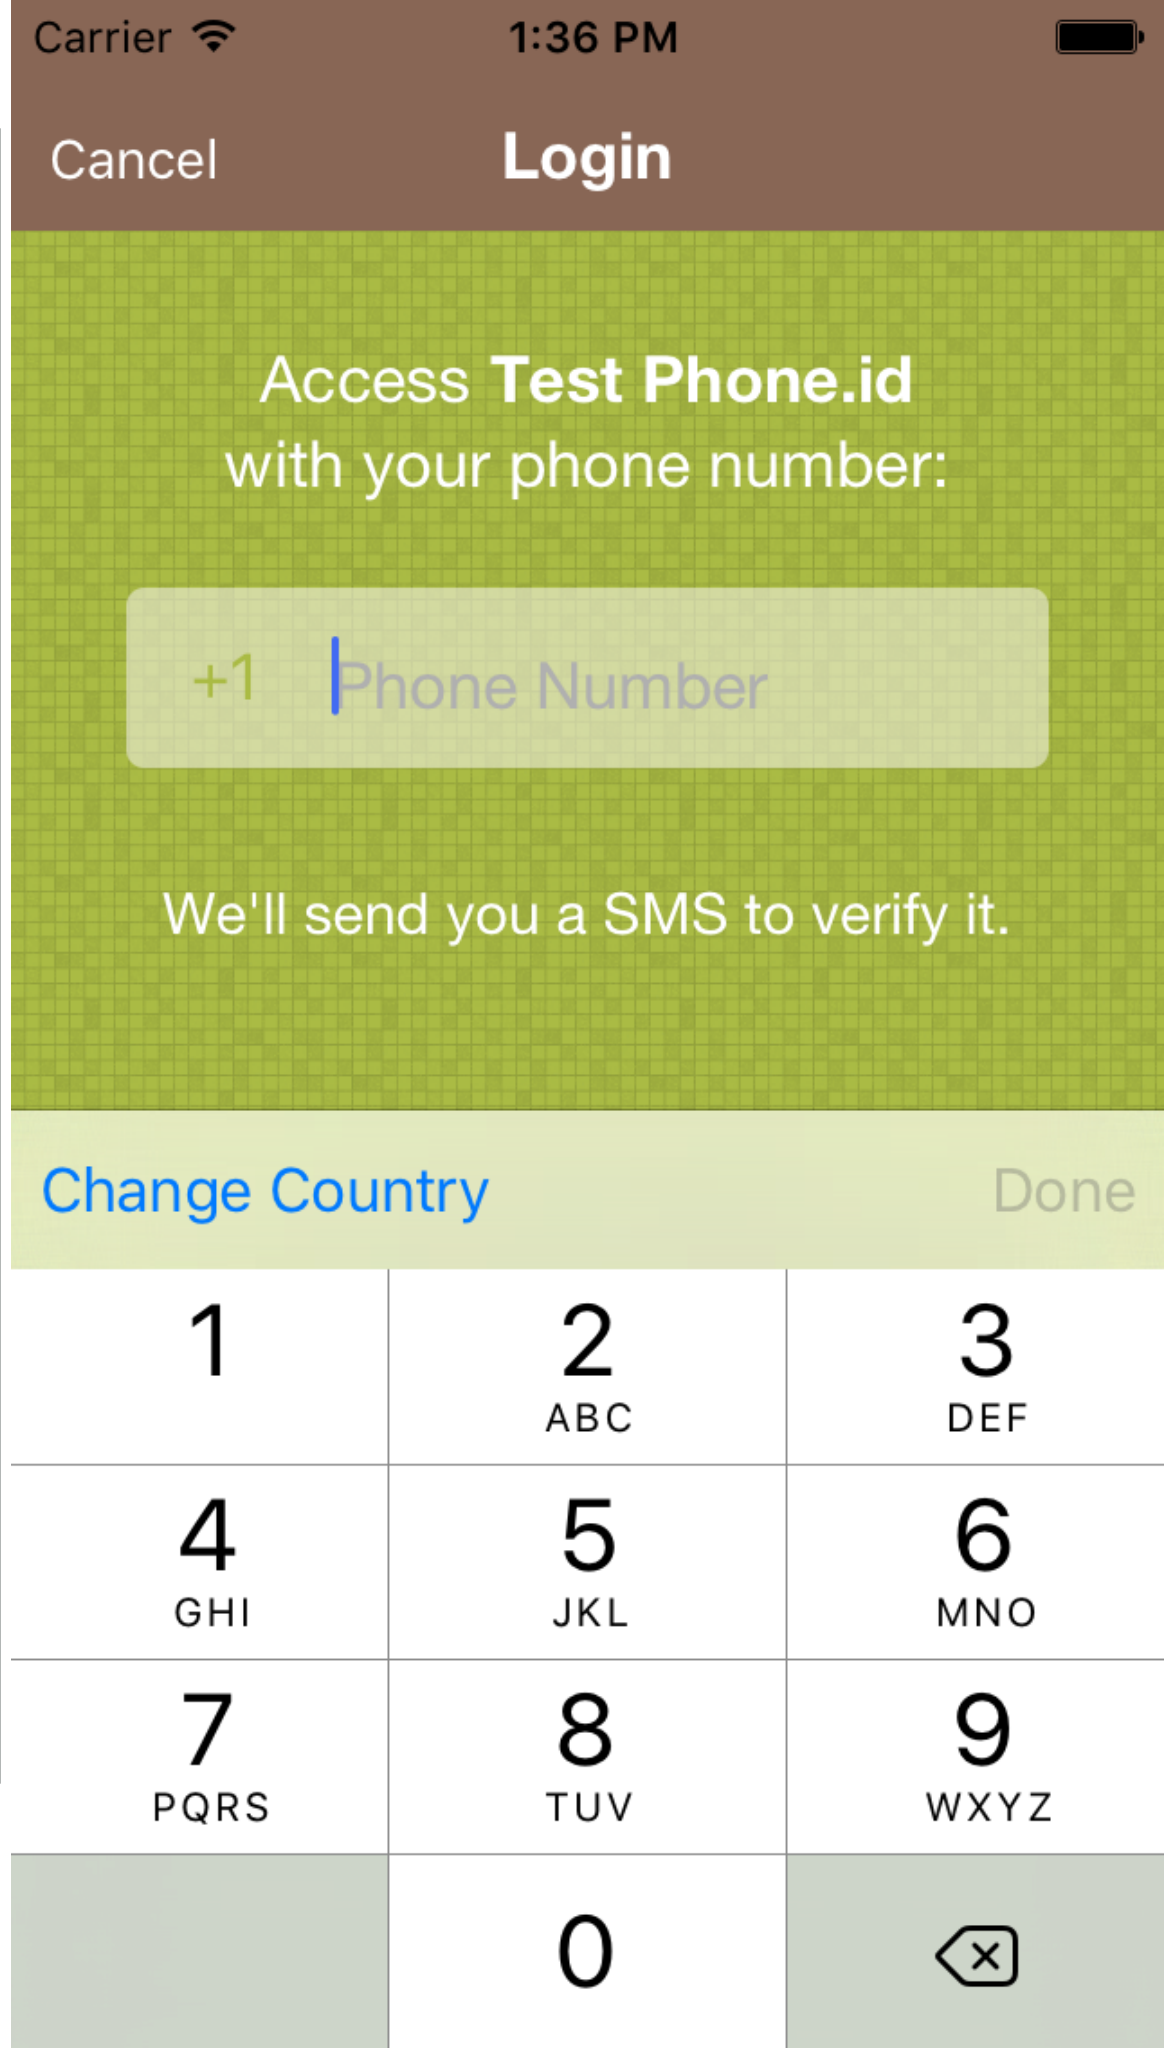 Carrier 1:36 PM
Cancel Login
Access Test Phone.id
with your phone number:
+1 Phone Number
We'll send you a SMS to verify it.
Change Country Done
1 2 3
ABC DEF
4 5 6
GHI JKL MNO
7 8 9
PQRS TUV WXYZ
0